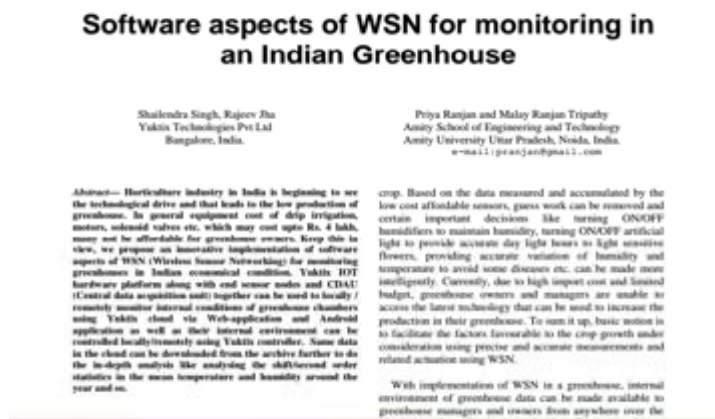 Software aspects of WSN for monitoring in
an Indian Greenhouse
Shailendra Singh, Rajeev Jha
Yuktix Technologies Pvt Ltd
Bangalore, India.
Priya Ranjan and Malay Ranjan Tripathy
Amity School of Engineering and Technology
Amity University Uttar Pradesh, Noida, India.
e-mail:pranjan@gmail.com
Abstract— Horticulture industry in India is beginning to see
the technological drive and that leads to the low production of
greenhouse. In general equipment cost of drip irrigation,
motors, solenoid valves etc. which may cost upto Rs. 4 lakh,
many not be affordable for greenhouse owners. Keep this in
view, we propose an innovative implementation of software
aspects of WSN (Wireless Sensor Networking) for monitoring
greenhouses in Indian economical condition. Yuktix IOT
hardware platform along with end sensor nodes and CDAU
(Central data acquisition unit) together can be used to locally /
remotely monitor internal conditions of greenhouse chambers
using Yuktix cloud via Web-application and Android
application as well as their internal environment can be
controlled locally/remotely using Yuktix controller. Same data
in the cloud can be downloaded from the archive further to do
the in-depth analysis like analysing the shift/second order
statistics in the mean temperature and humidity around the
year and so.
crop. Based on the data measured and accumulated by the
low cost affordable sensors, guess work can be removed and
certain important decisions like turning ON/OFF
humidifiers to maintain humidity, turning ON/OFF artificial
light to provide accurate day light hours to light sensitive
flowers, providing accurate variation of humidity and
temperature to avoid some diseases etc. can be made more
intelligently. Currently, due to high import cost and limited
budget, greenhouse owners and managers are unable to
access the latest technology that can be used to increase the
production in their greenhouse. To sum it up, basic notion is
to facilitate the factors favourable to the crop growth under
consideration using precise and accurate measurements and
related actuation using WSN.
With implementation of WSN in a greenhouse, internal
environment of greenhouse data can be made available to
greenhouse managers and owners from anywhere over the